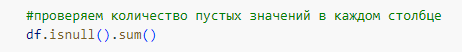 #проверяем количество пустых значений в каждом столбце
df.isnull().sum()